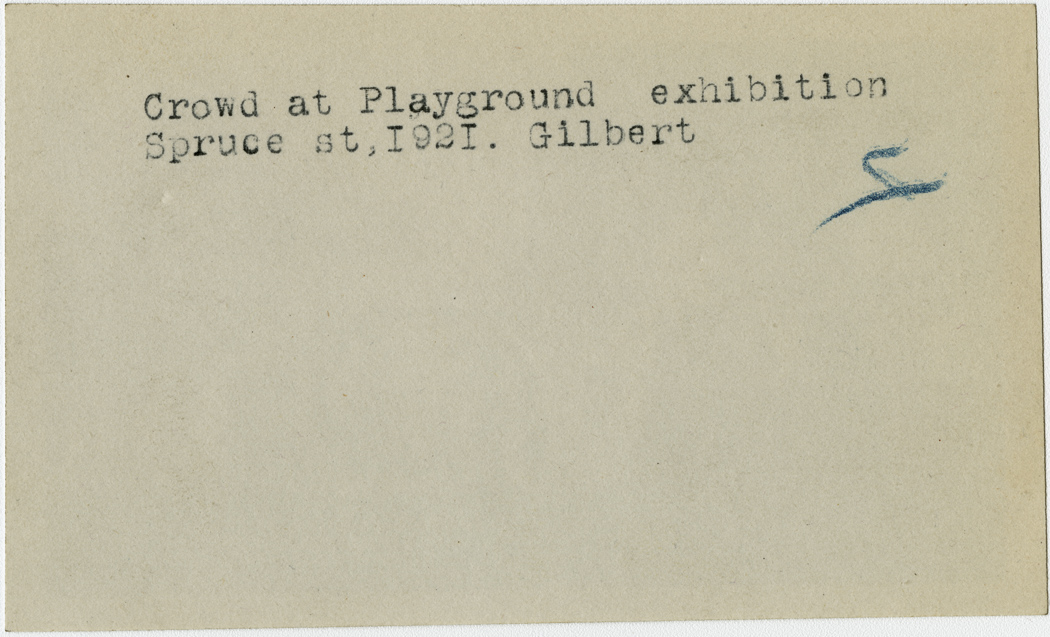 Crowd at Playground  exhibition
Spruce st,I92I. Gilbert